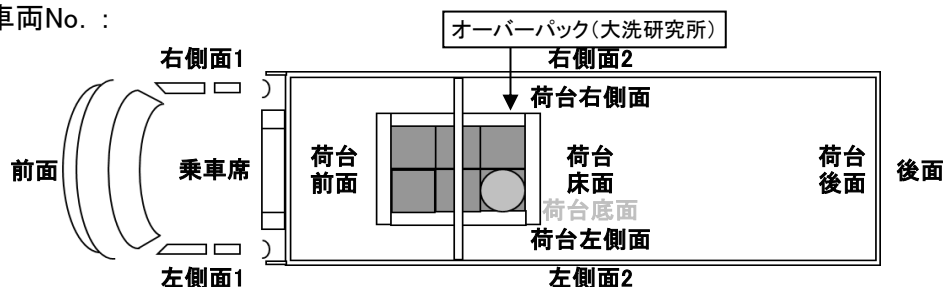 車両No. :
オーバーパック(大洗研究所)
右側面1
右側面2
荷台右側面
前面
乗車席
荷台
前面
荷台
床面
荷台
後面
後面
荷台底面
荷台左側面
左側面1
左側面2